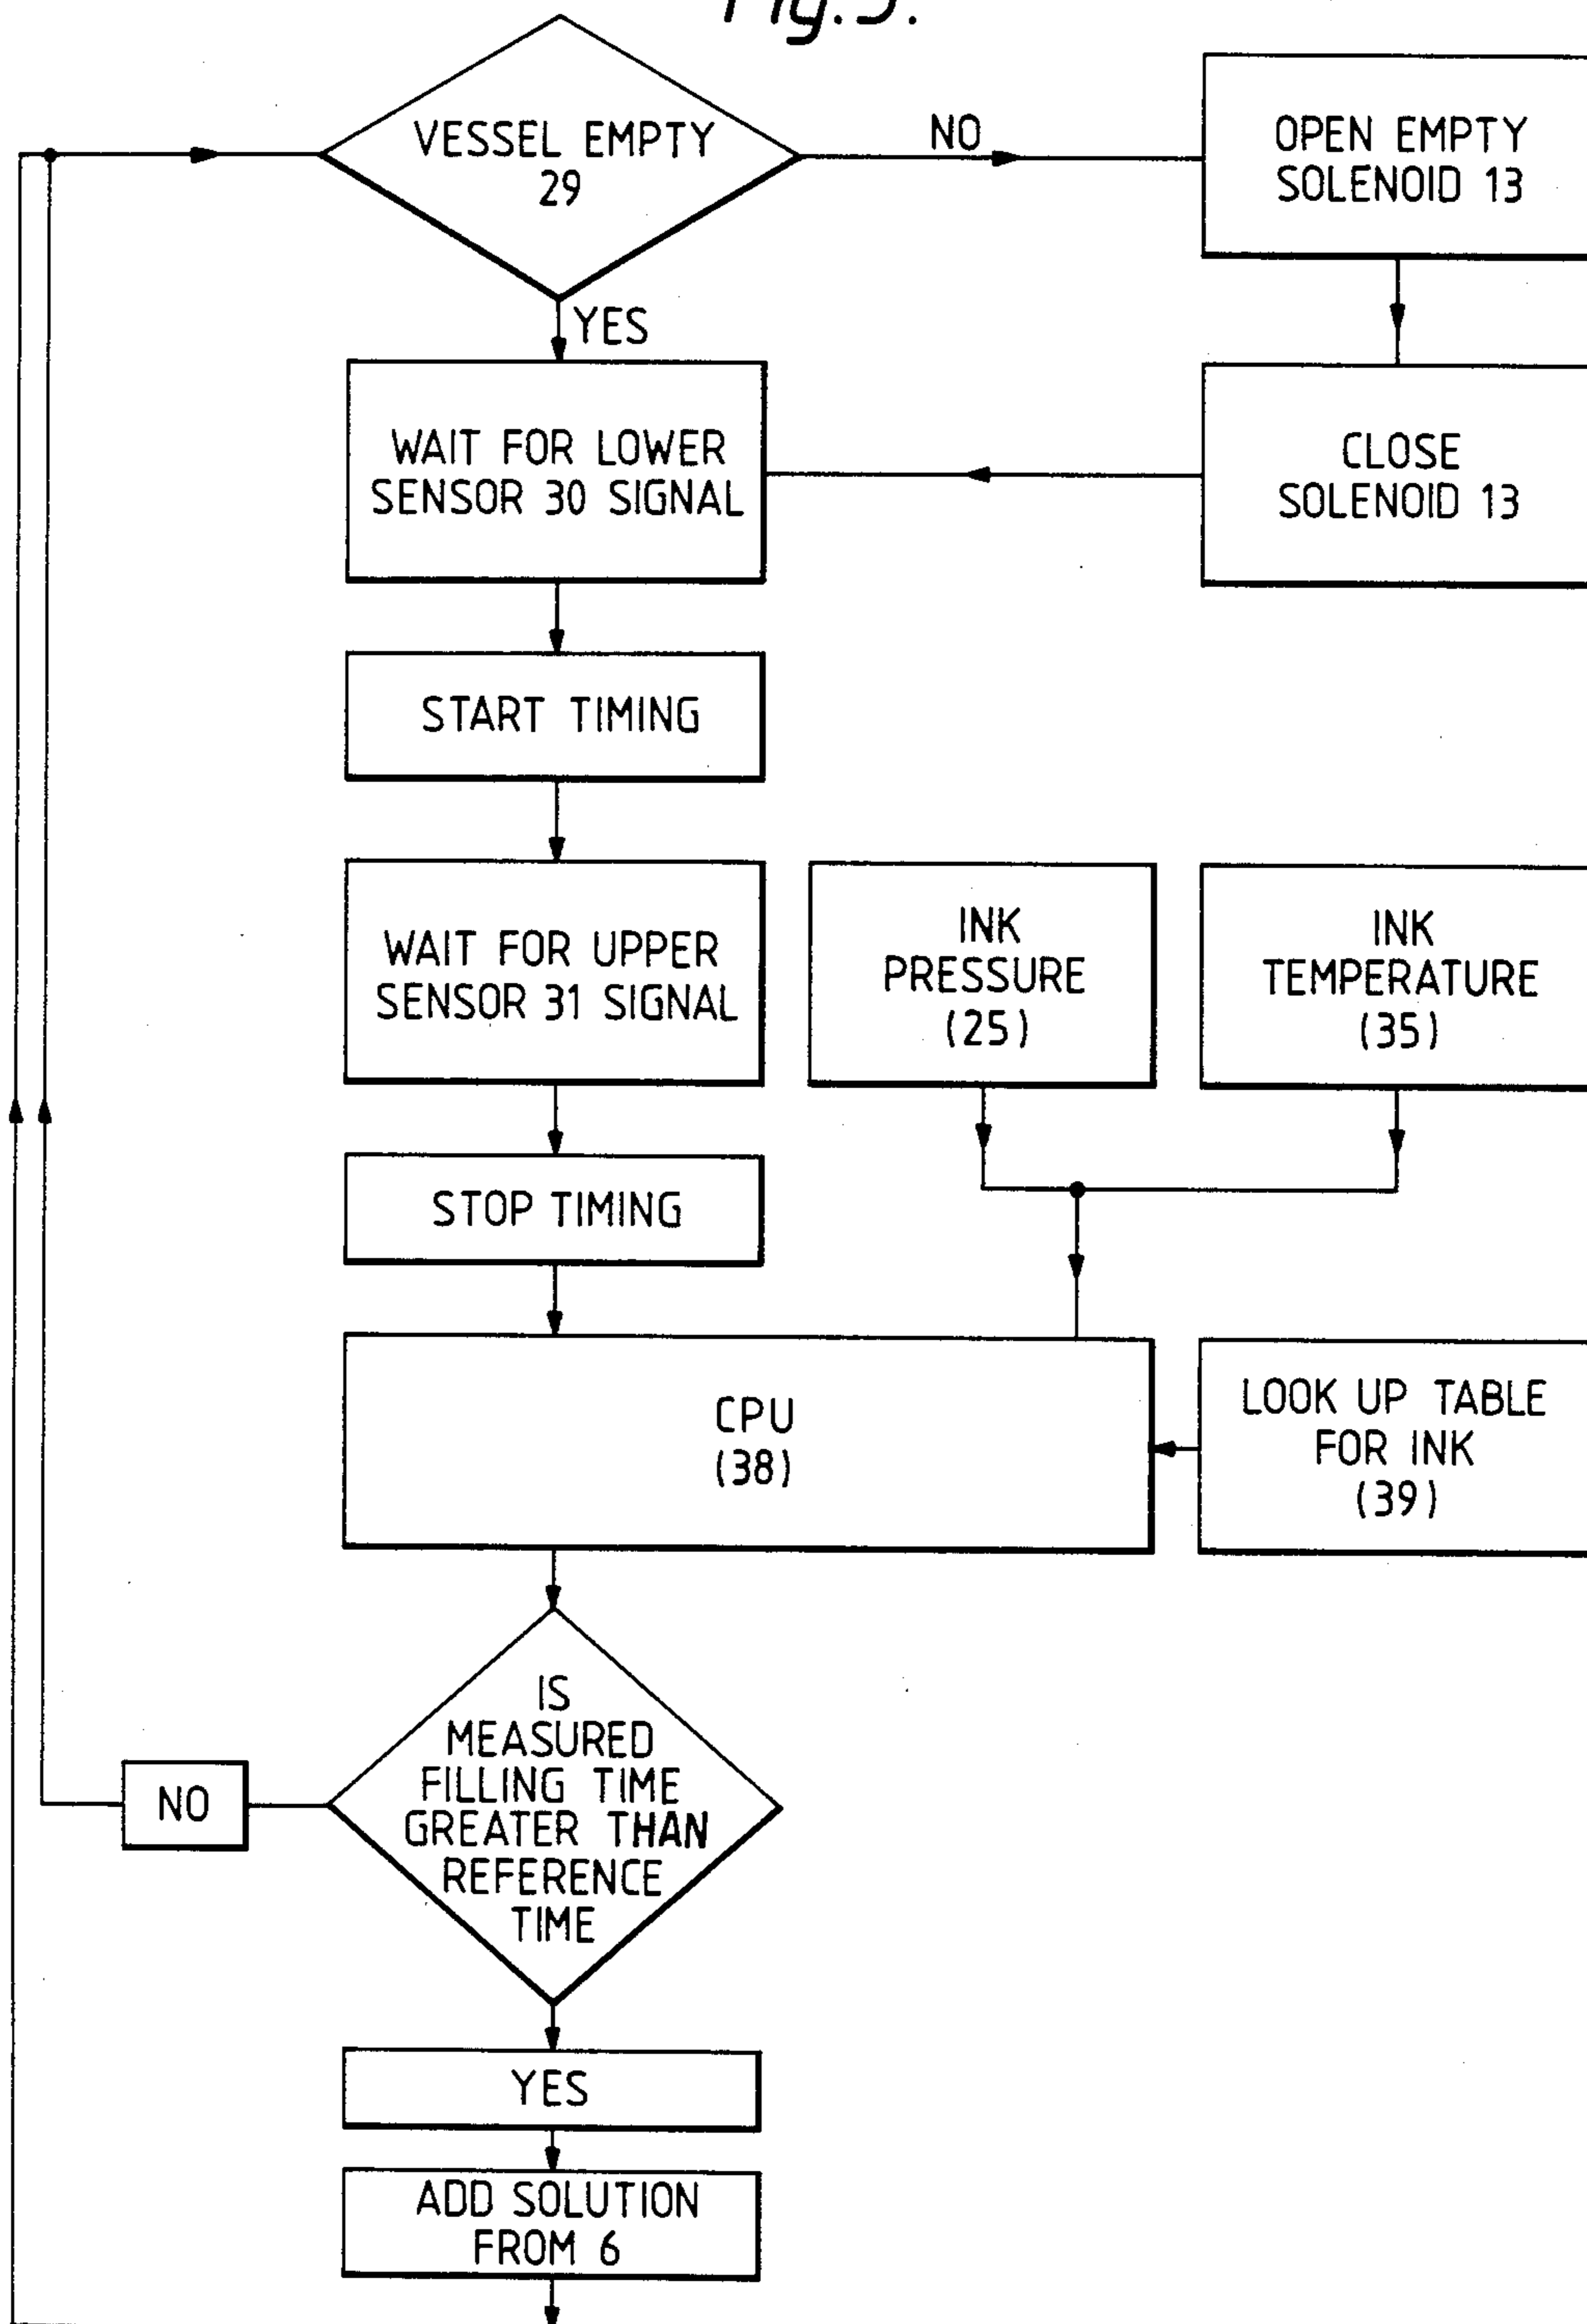 Fig.3.
VESSEL EMPTY
29
NO
OPEN EMPTY
SOLENOID 13
YES
WAIT FOR LOWER
SENSOR 30 SIGNAL
CLOSE
SOLENOID 13
START TIMING
WAIT FOR UPPER
SENSOR 31 SIGNAL
INK
PRESSURE
(25)
INK
TEMPERATURE
(35)
STOP TIMING
CPU
(38)
LOOK UP TABLE
FOR INK
(39)
IS
MEASURED
FILLING TIME
GREATER THAN
REFERENCE
TIME
NO
YES
ADD SOLUTION
FROM 6